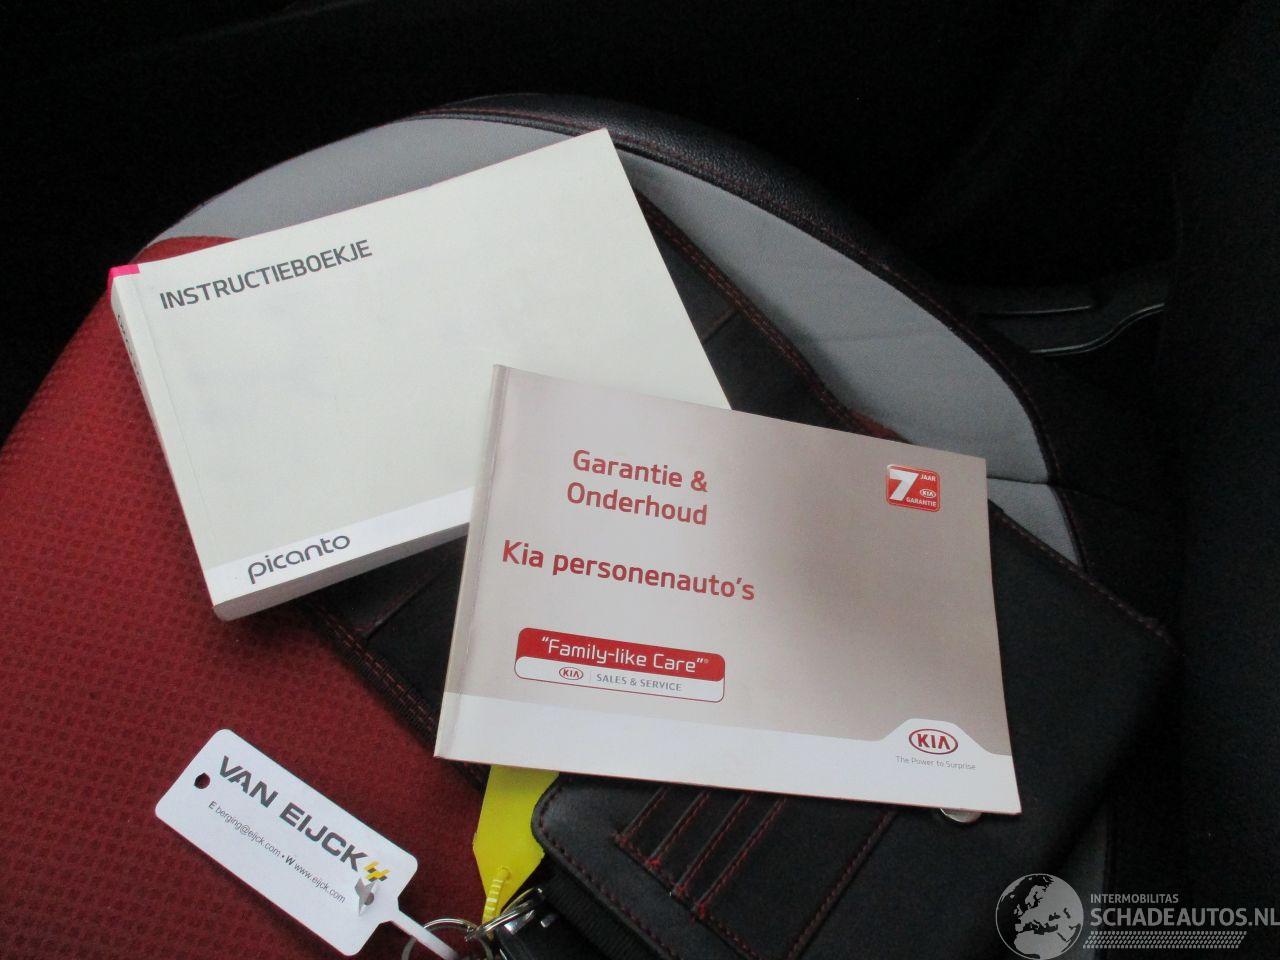 INSTRUCTIEBOEKJE
picanto
Garantie &
Onderhoud
Kia personenauto's
7 JAAR
KIA
GARANTIE
"Family-like Care"®
KIA | SALES & SERVICE
KIA
The Power to Surprise
VAN EIJCK
E berging@eijck.com • W www.eijck.com
INTERMOBILITAS
SCHADEAUTOS.NL